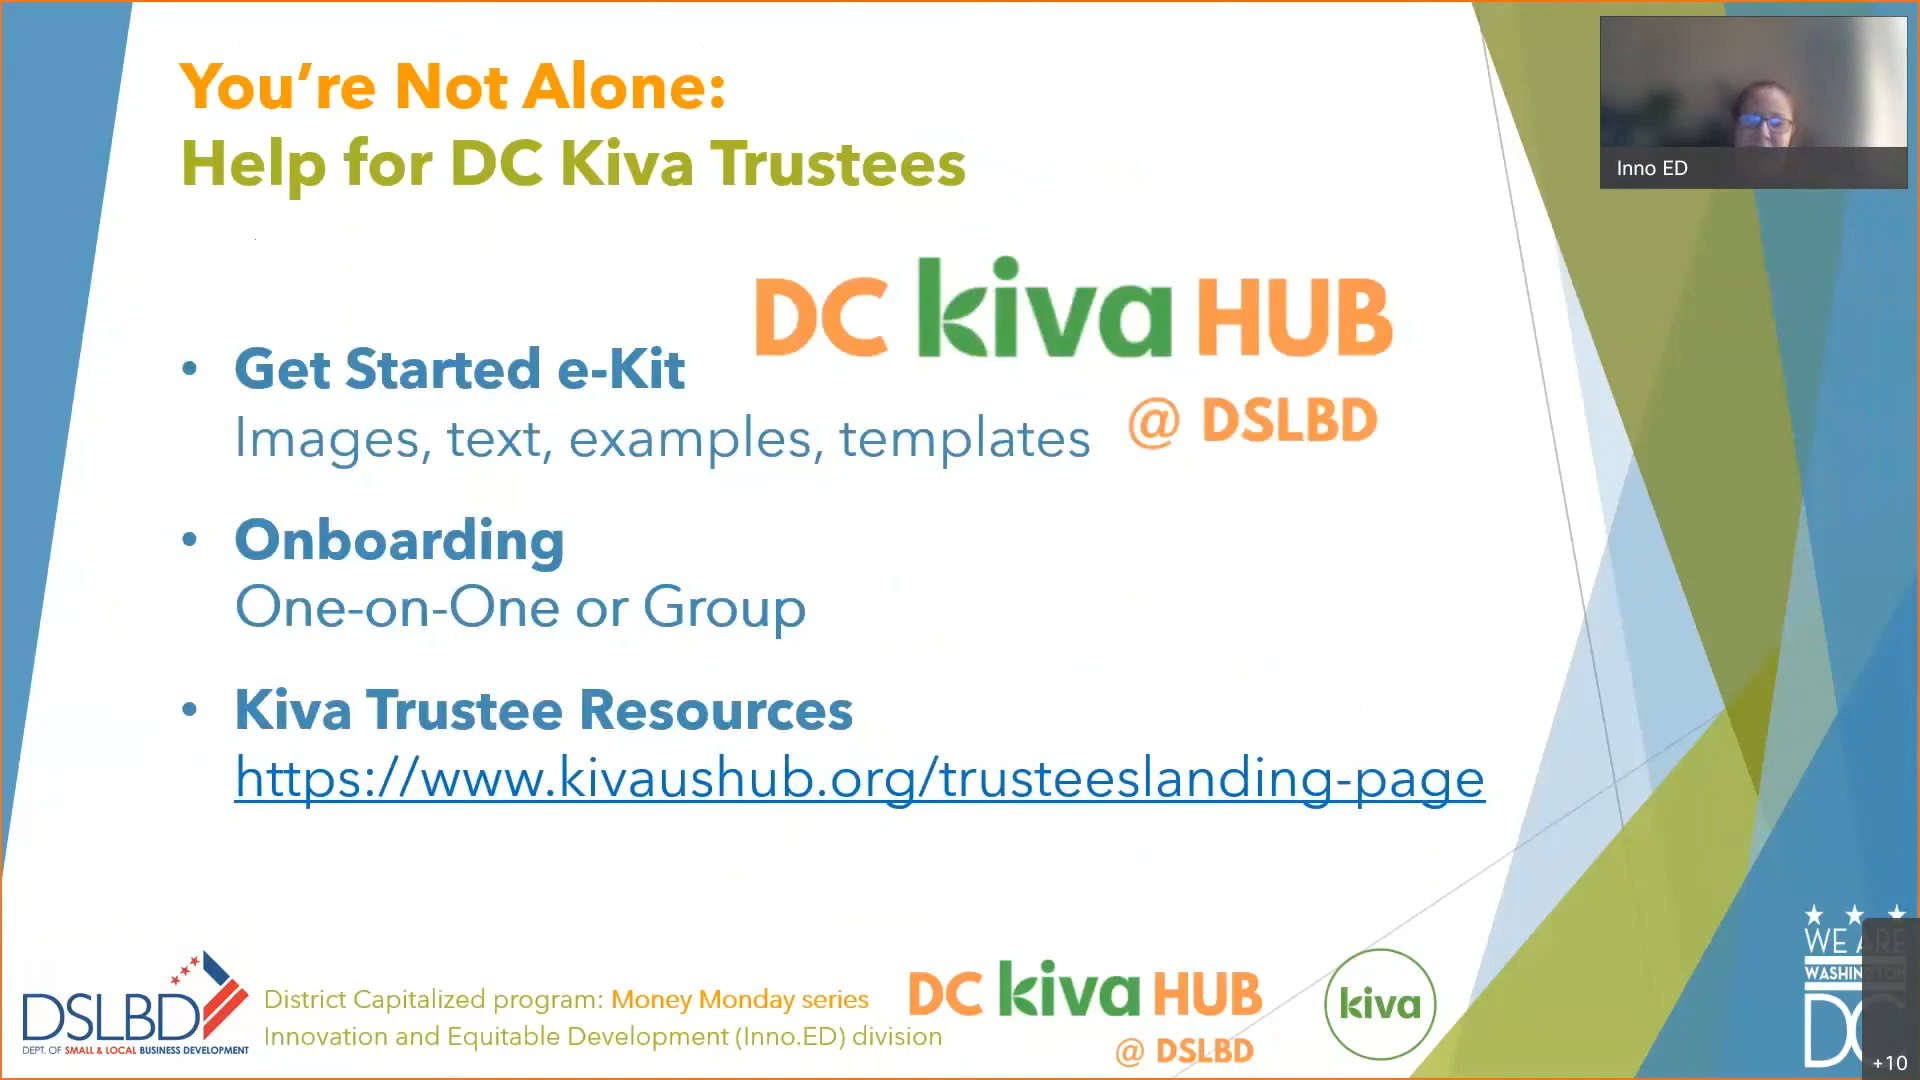 You're Not Alone:
Help for DC Kiva Trustees
Inno ED
DC kiva HUB
@ DSLBD
• Get Started e-Kit
Images, text, examples, templates
• Onboarding
One-on-One or Group
• Kiva Trustee Resources
https://www.kivaushub.org/trusteeslanding-page
DSLBD
DEPT. OF SMALL & LOCAL BUSINESS DEVELOPMENT
District Capitalized program: Money Monday series
Innovation and Equitable Development (Inno.ED) division
DC kiva HUB
@ DSLBD
kiva
WE ARE
WASHINGTON
DC
+10